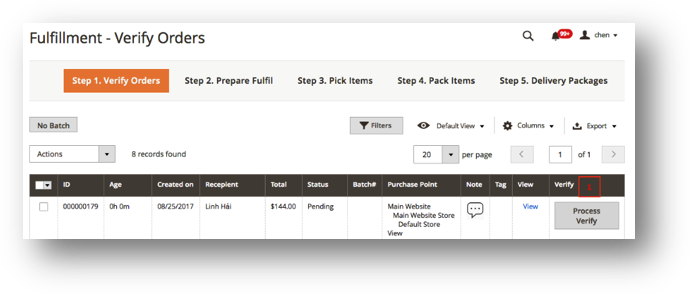 Fulfillment - Verify Orders
99+
chen
Step 1. Verify Orders
Step 2. Prepare Fulfil
Step 3. Pick Items
Step 4. Pack Items
Step 5. Delivery Packages
No Batch
Filters
Default View
Columns
Export
Actions
8 records found
20
per page
1
of 1
ID
Age
Created on
Recepient
Total
Status
Batch#
Purchase Point
Note
Tag
View
Verify
000000179
0h 0m
08/25/2017
Linh Hải
$144.00
Pending
Main Website
Main Website Store
Default Store
View
View
Process
Verify